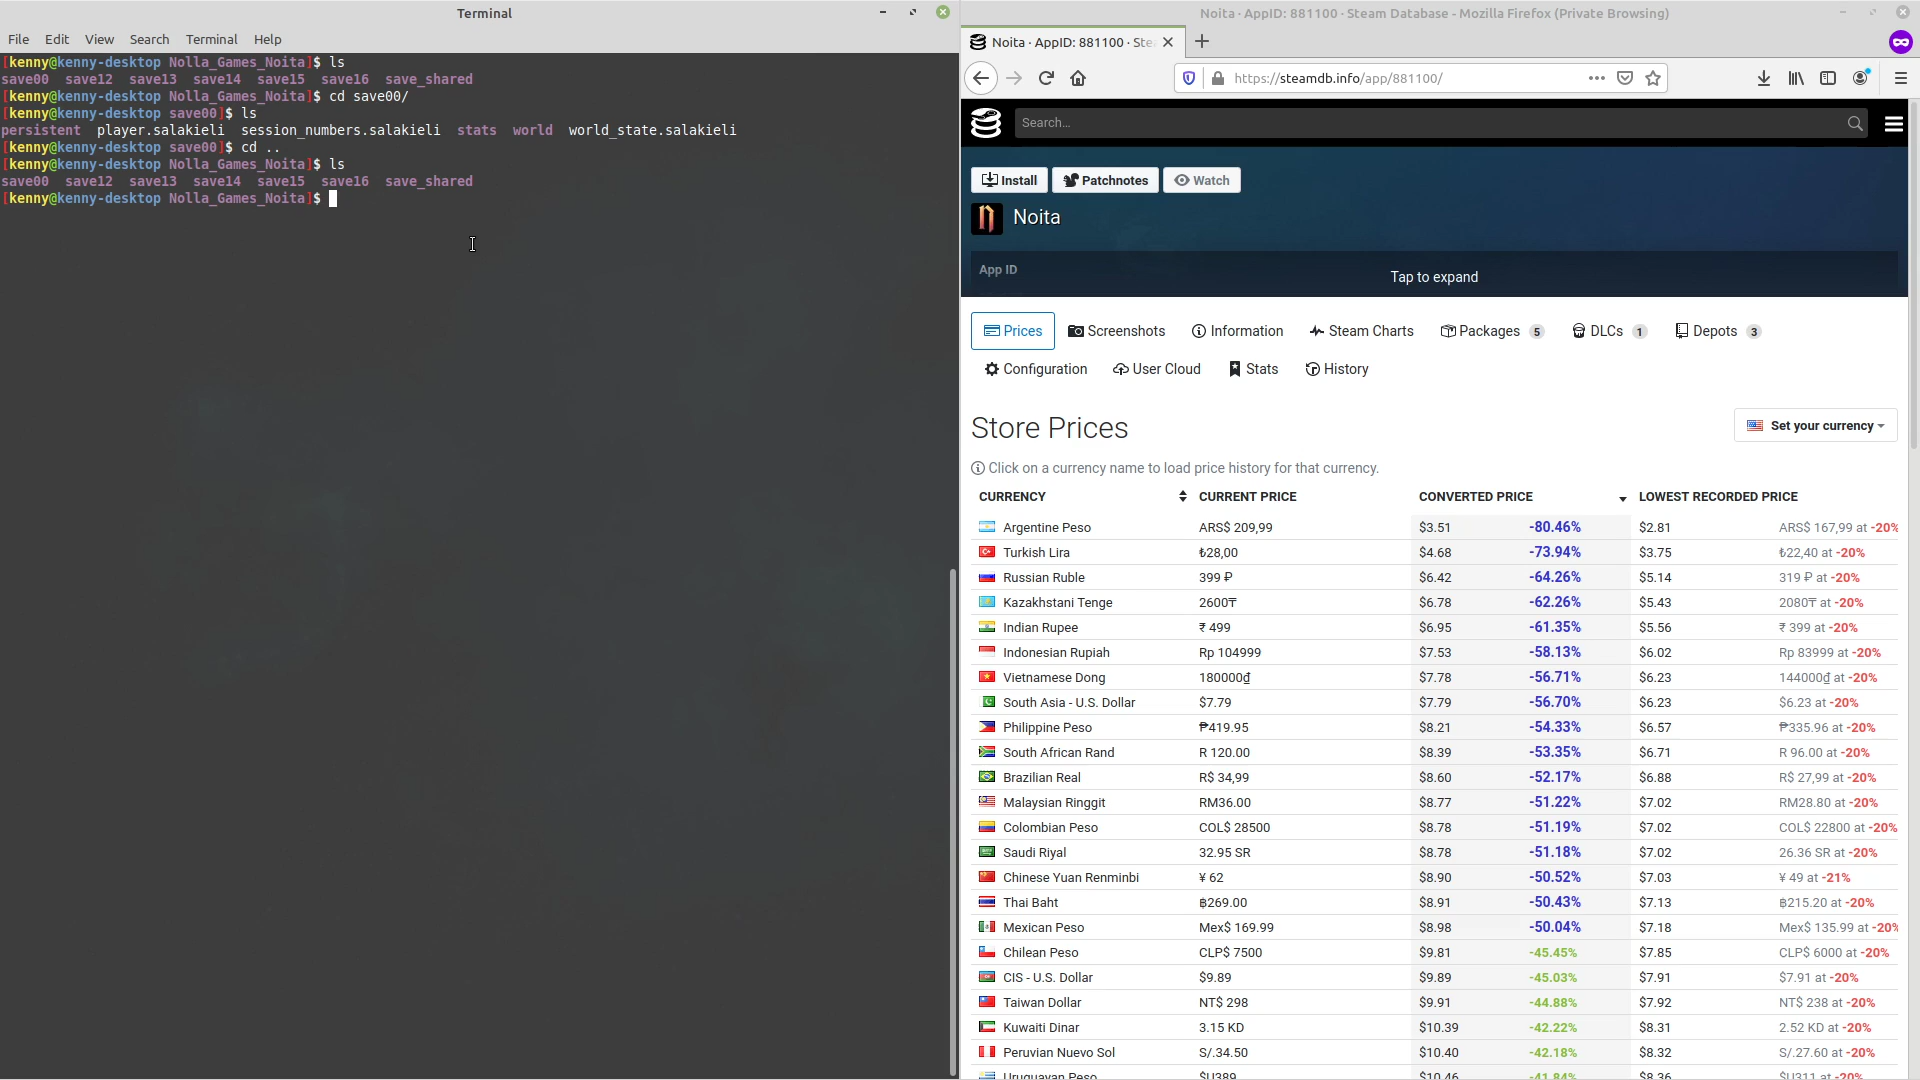 Terminal
File Edit View Search Terminal Help
[kenny@kenny-desktop Nolla_Games_Noita]$ ls
save00 save12 save13 save14 save15 save16 save_shared
[kenny@kenny-desktop Nolla_Games_Noita]$ cd save00/
[kenny@kenny-desktop save00]$ ls
persistent player.salakieli session_numbers.salakieli stats world world_state.salakieli
[kenny@kenny-desktop save00]$ cd ..
[kenny@kenny-desktop Nolla_Games_Noita]$ ls
save00 save12 save13 save14 save15 save16 save_shared
[kenny@kenny-desktop Nolla_Games_Noita]$
Noita · AppID: 881100 · Steam Database - Mozilla Firefox (Private Browsing)
Noita · AppID: 881100 · Ste
https://steamdb.info/app/881100/
Search...
Install Patchnotes Watch
Noita
App ID
Tap to expand
Prices Screenshots Information Steam Charts Packages 5 DLCs 1 Depots 3
Configuration User Cloud Stats History
Store Prices
Set your currency
Click on a currency name to load price history for that currency.
CURRENCY CURRENT PRICE CONVERTED PRICE LOWEST RECORDED PRICE
Argentine Peso ARS$ 209,99 $3.51 -80.46% $2.81 ARS$ 167,99 at -20%
Turkish Lira ₺28,00 $4.68 -73.94% $3.75 ₺22,40 at -20%
Russian Ruble 399 ₽ $6.42 -64.26% $5.14 319 ₽ at -20%
Kazakhstani Tenge 2600₸ $6.78 -62.26% $5.43 2080₸ at -20%
Indian Rupee ₹ 499 $6.95 -61.35% $5.56 ₹ 399 at -20%
Indonesian Rupiah Rp 104999 $7.53 -58.13% $6.02 Rp 83999 at -20%
Vietnamese Dong 180000₫ $7.78 -56.71% $6.23 144000₫ at -20%
South Asia - U.S. Dollar $7.79 $7.79 -56.70% $6.23 $6.23 at -20%
Philippine Peso ₱419.95 $8.21 -54.33% $6.57 ₱335.96 at -20%
South African Rand R 120.00 $8.39 -53.35% $6.71 R 96.00 at -20%
Brazilian Real R$ 34,99 $8.60 -52.17% $6.88 R$ 27,99 at -20%
Malaysian Ringgit RM36.00 $8.77 -51.22% $7.02 RM28.80 at -20%
Colombian Peso COL$ 28500 $8.78 -51.19% $7.02 COL$ 22800 at -20%
Saudi Riyal 32.95 SR $8.78 -51.18% $7.02 26.36 SR at -20%
Chinese Yuan Renminbi ¥ 62 $8.90 -50.52% $7.03 ¥ 49 at -21%
Thai Baht ฿269.00 $8.91 -50.43% $7.13 ฿215.20 at -20%
Mexican Peso Mex$ 169.99 $8.98 -50.04% $7.18 Mex$ 135.99 at -20%
Chilean Peso CLP$ 7500 $9.81 -45.45% $7.85 CLP$ 6000 at -20%
CIS - U.S. Dollar $9.89 $9.89 -45.03% $7.91 $7.91 at -20%
Taiwan Dollar NT$ 298 $9.91 -44.88% $7.92 NT$ 238 at -20%
Kuwaiti Dinar 3.15 KD $10.39 -42.22% $8.31 2.52 KD at -20%
Peruvian Nuevo Sol S/.34.50 $10.40 -42.18% $8.32 S/.27.60 at -20%
Uruguayan Peso $U389 $10.46 -41.84% $8.36 $U311 at -20%